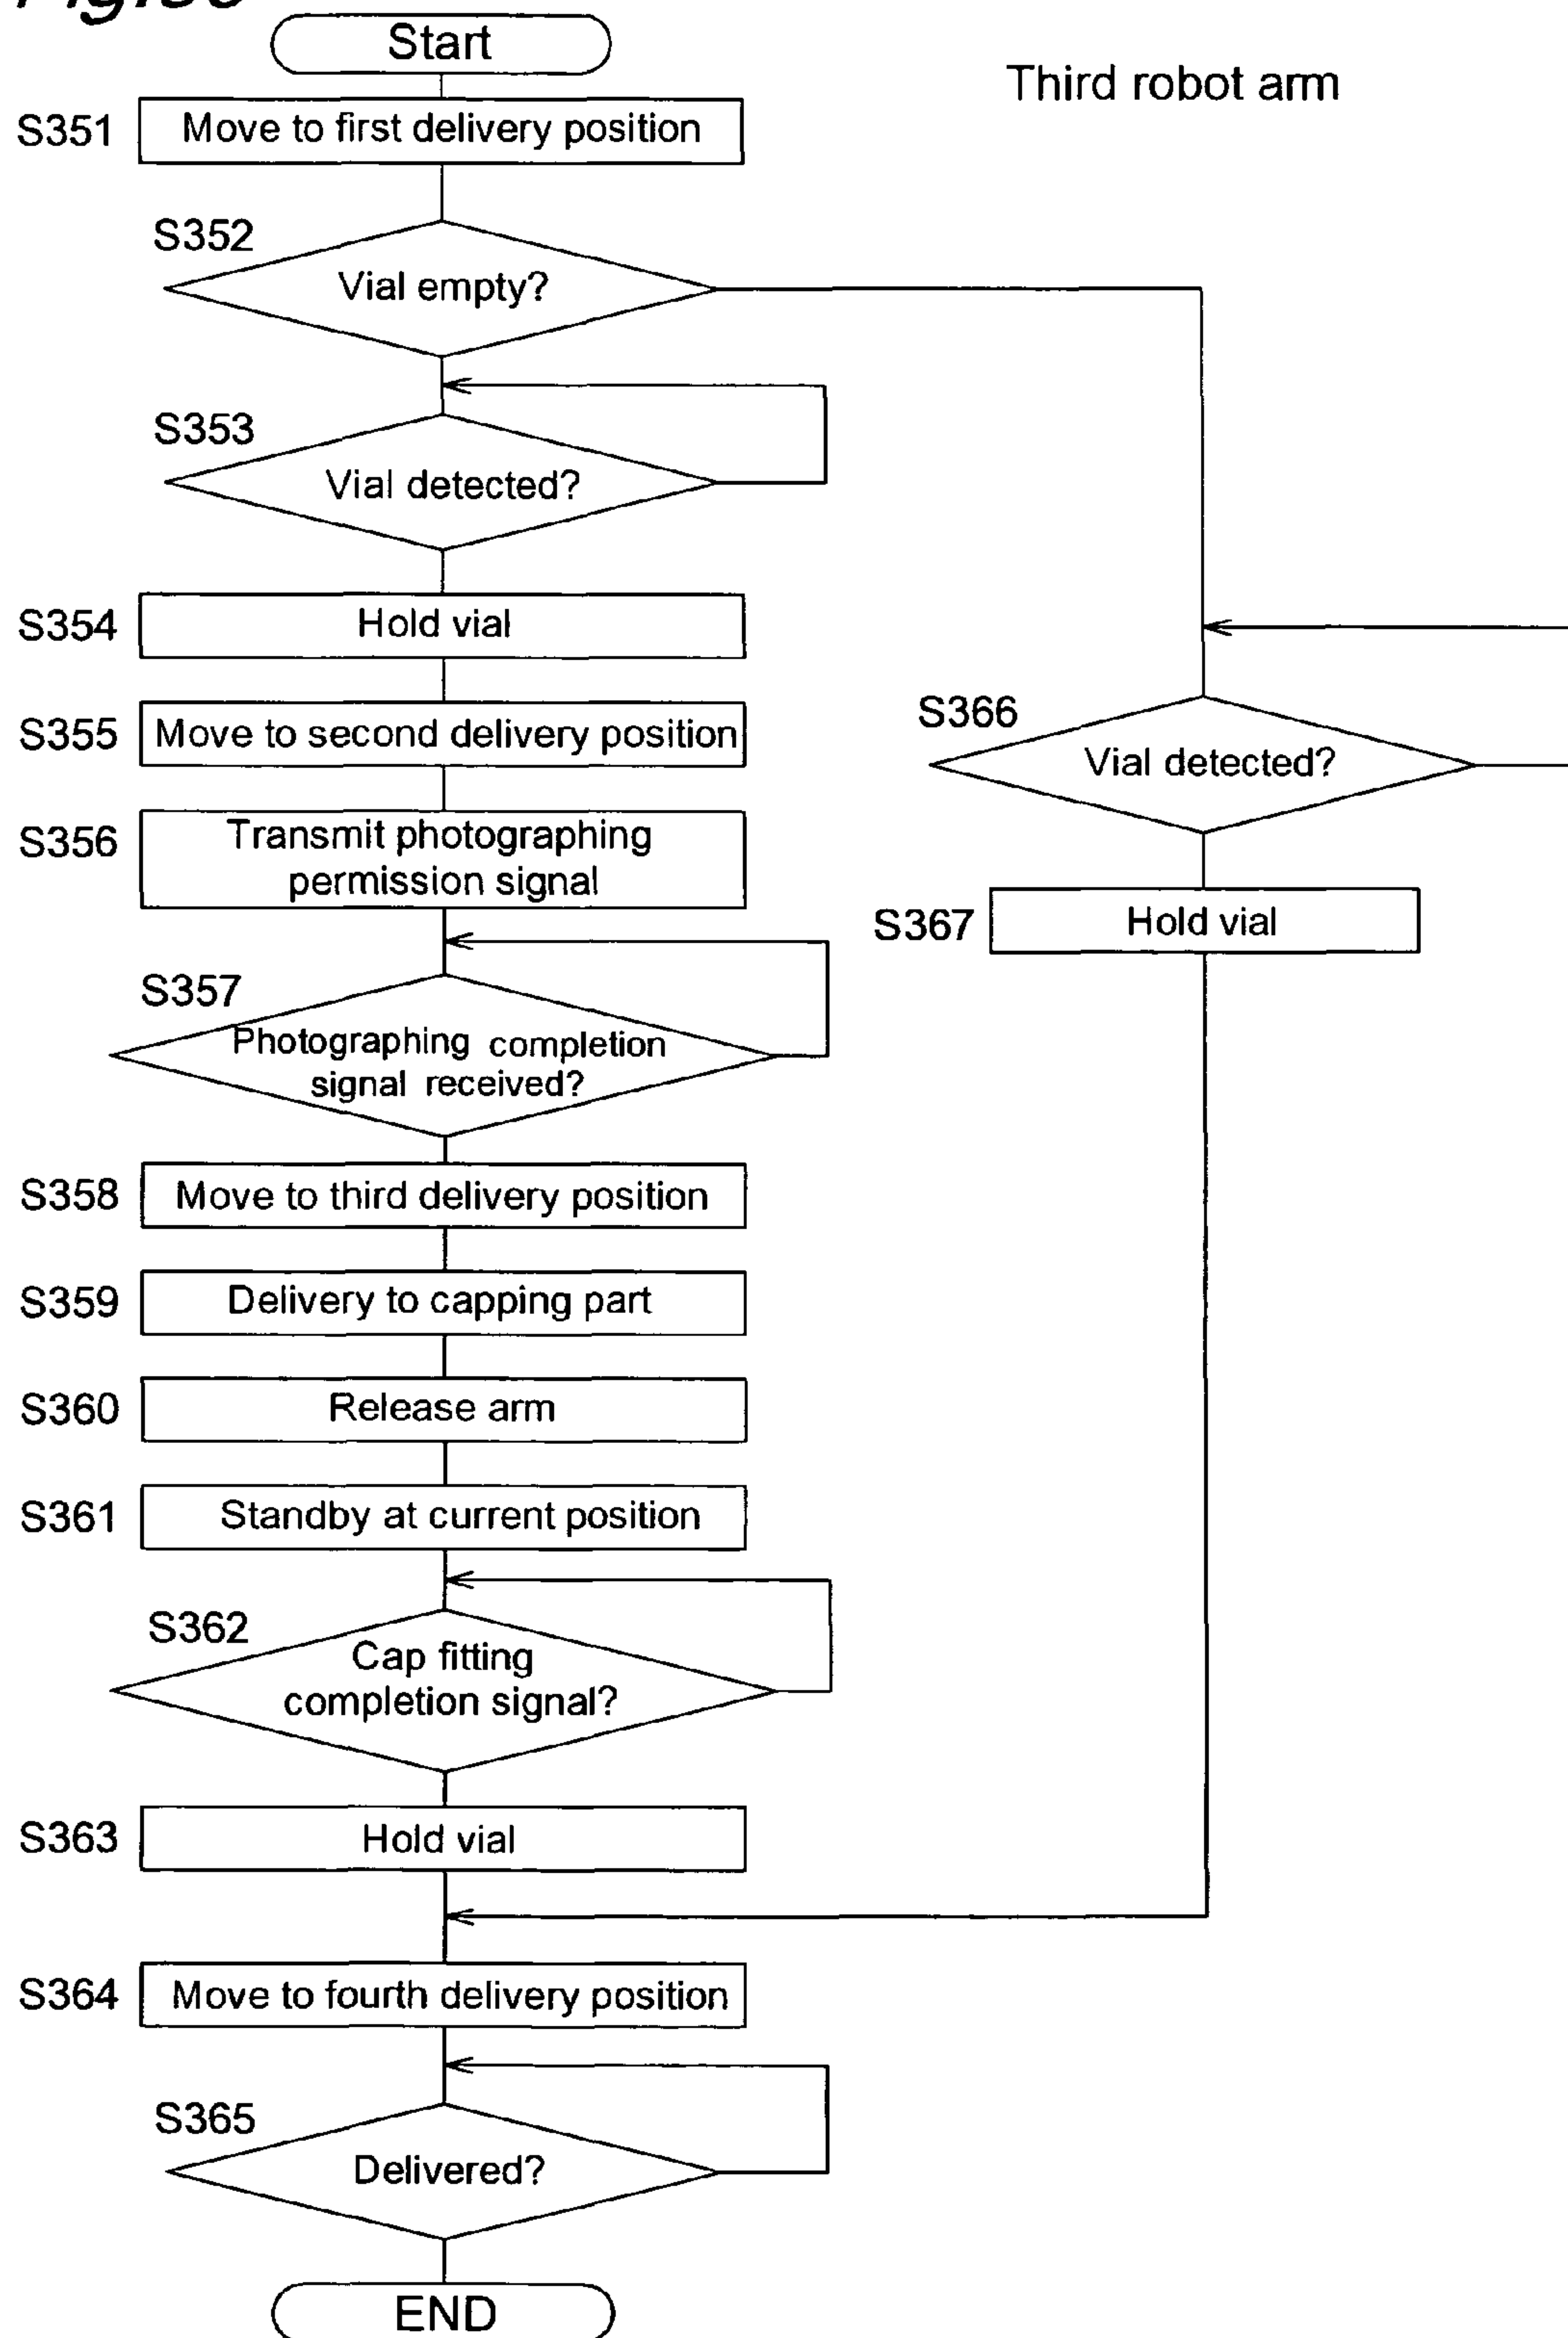 Start
Third robot arm
S351
Move to first delivery position
S352
Vial empty?
S353
Vial detected?
S354
Hold vial
S355
Move to second delivery position
S356
Transmit photographing
permission signal
S357
Photographing completion
signal received?
S358
Move to third delivery position
S359
Delivery to capping part
S360
Release arm
S361
Standby at current position
S362
Cap fitting
completion signal?
S363
Hold vial
S364
Move to fourth delivery position
S365
Delivered?
END
S366
Vial detected?
S367
Hold vial